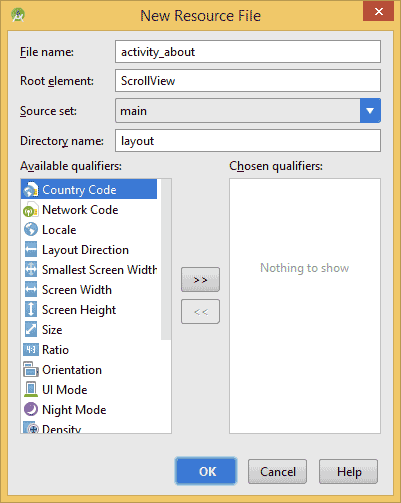 New Resource File
File name: activity_about
Root element: ScrollView
Source set: main
Directory name: layout
Available qualifiers: Chosen qualifiers:
Country Code
Network Code
Locale
Layout Direction
Smallest Screen Width
Screen Width
Screen Height
Size
Ratio
Orientation
UI Mode
Night Mode
Density
>>
<<
Nothing to show
OK Cancel Help